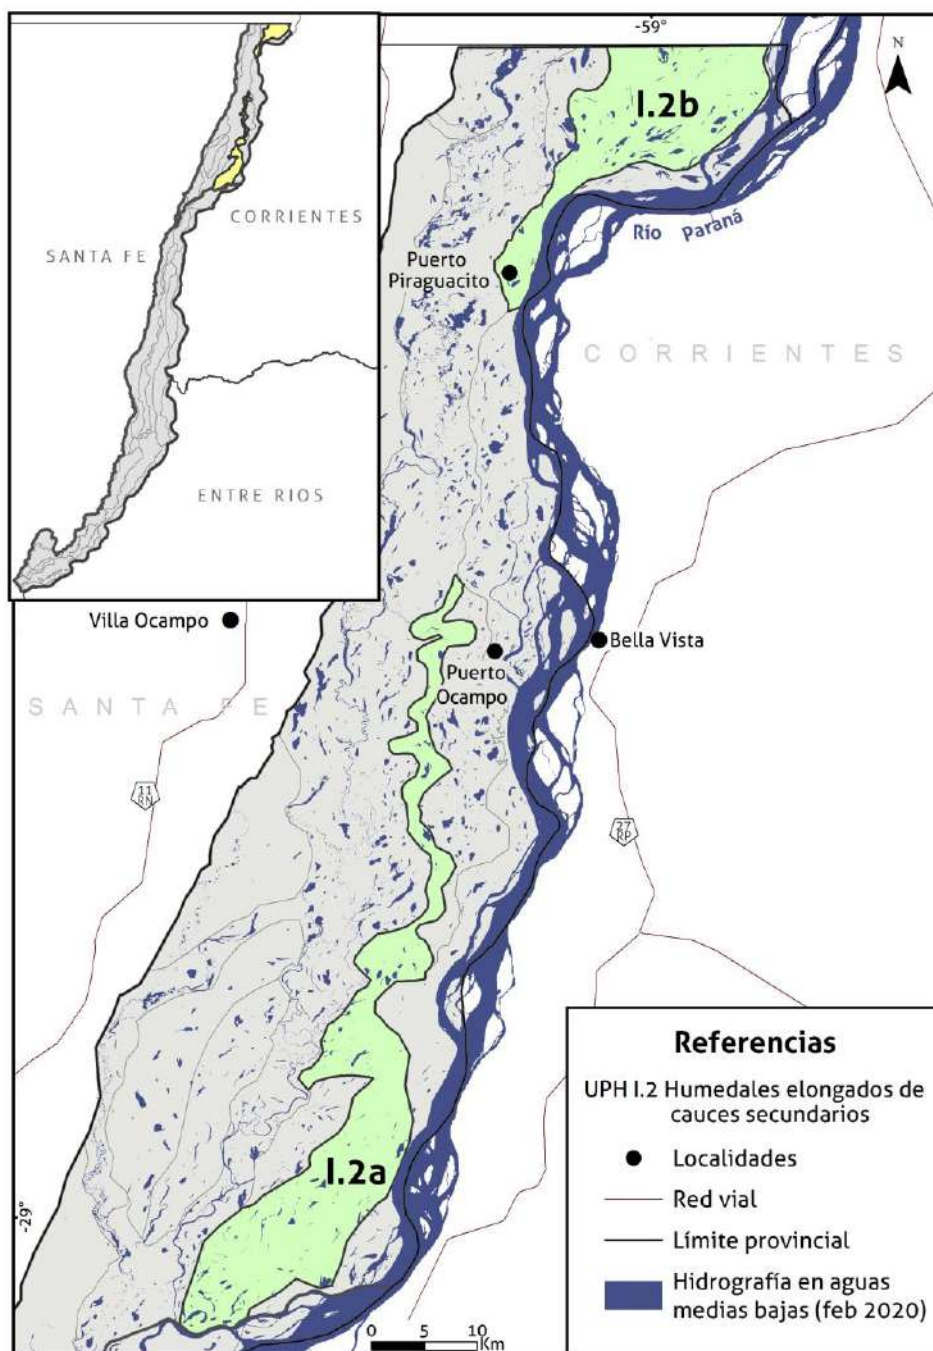 -59°
N
I.2b
CORRIENTES
SANTA FE
ENTRE RIOS
Río Paraná
Puerto
Piraguacito
CORRIENTES
Villa Ocampo
Bella Vista
Puerto
Ocampo
SANTA FE
11
RN
27
RP
I.2a
-29°
0 5 10
Km
Referencias
UPH I.2 Humedales elongados de
cauces secundarios
Localidades
Red vial
Límite provincial
Hidrografía en aguas
medias bajas (feb 2020)